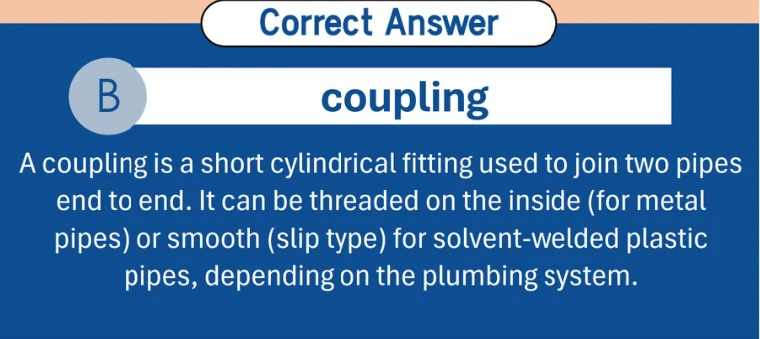 Correct Answer
B
coupling
A coupling is a short cylindrical fitting used to join two pipes
end to end. It can be threaded on the inside (for metal
pipes) or smooth (slip type) for solvent-welded plastic
pipes, depending on the plumbing system.